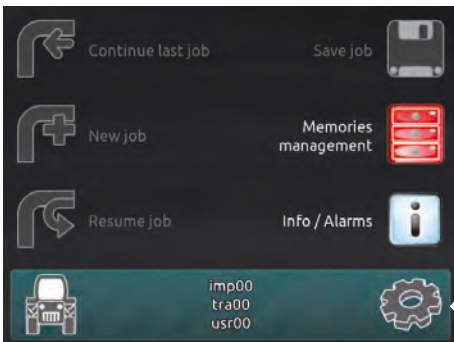 Continue last job
Save job
New job
Memories
management
Resume job
Info / Alarms
imp00
tra00
usr00